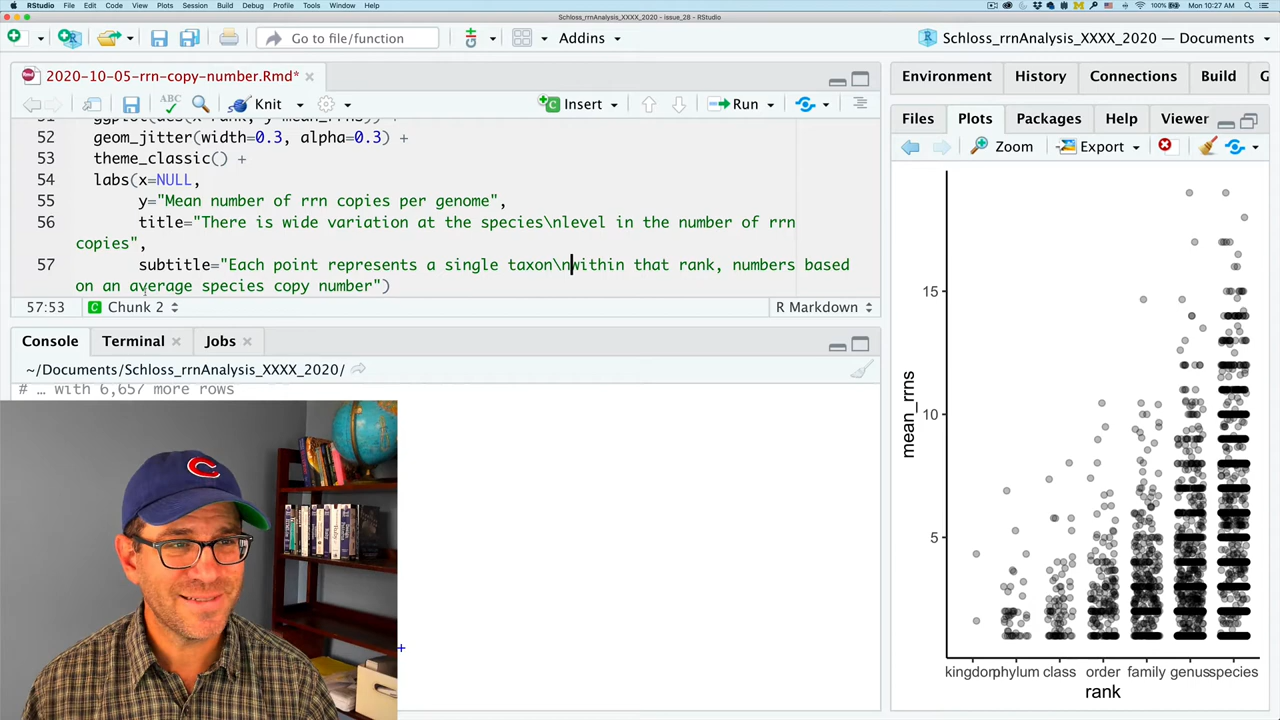 RStudio File Edit Code View Plots Session Build Debug Profile Tools Window Help 100% Mon 10:27 AM
Schloss_rrnAnalysis_XXXX_2020 - issue_28 - RStudio
Go to file/function Addins Schloss_rrnAnalysis_XXXX_2020 — Documents
2020-10-05-rrn-copy-number.Rmd*
ABC Knit Insert Run
52 geom_jitter(width=0.3, alpha=0.3) +
53 theme_classic() +
54 labs(x=NULL,
55 y="Mean number of rrn copies per genome",
56 title="There is wide variation at the species\nlevel in the number of rrn
copies",
57 subtitle="Each point represents a single taxon\nwithin that rank, numbers based
on an average species copy number")
57:53 Chunk 2 R Markdown
Console Terminal Jobs
~/Documents/Schloss_rrnAnalysis_XXXX_2020/
# … with 6,657 more rows
C
Environment History Connections Build G
Files Plots Packages Help Viewer
Zoom Export
15
10
5
mean_rrns
kingdom phylum class order family genus species
rank